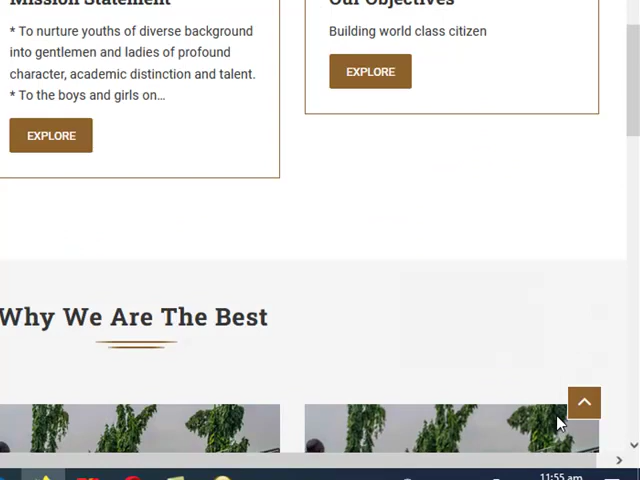 Mission Statement
* To nurture youths of diverse background
into gentlemen and ladies of profound
character, academic distinction and talent.
* To the boys and girls on...
EXPLORE
Our Objectives
Building world class citizen
EXPLORE
Why We Are The Best
11:55 am